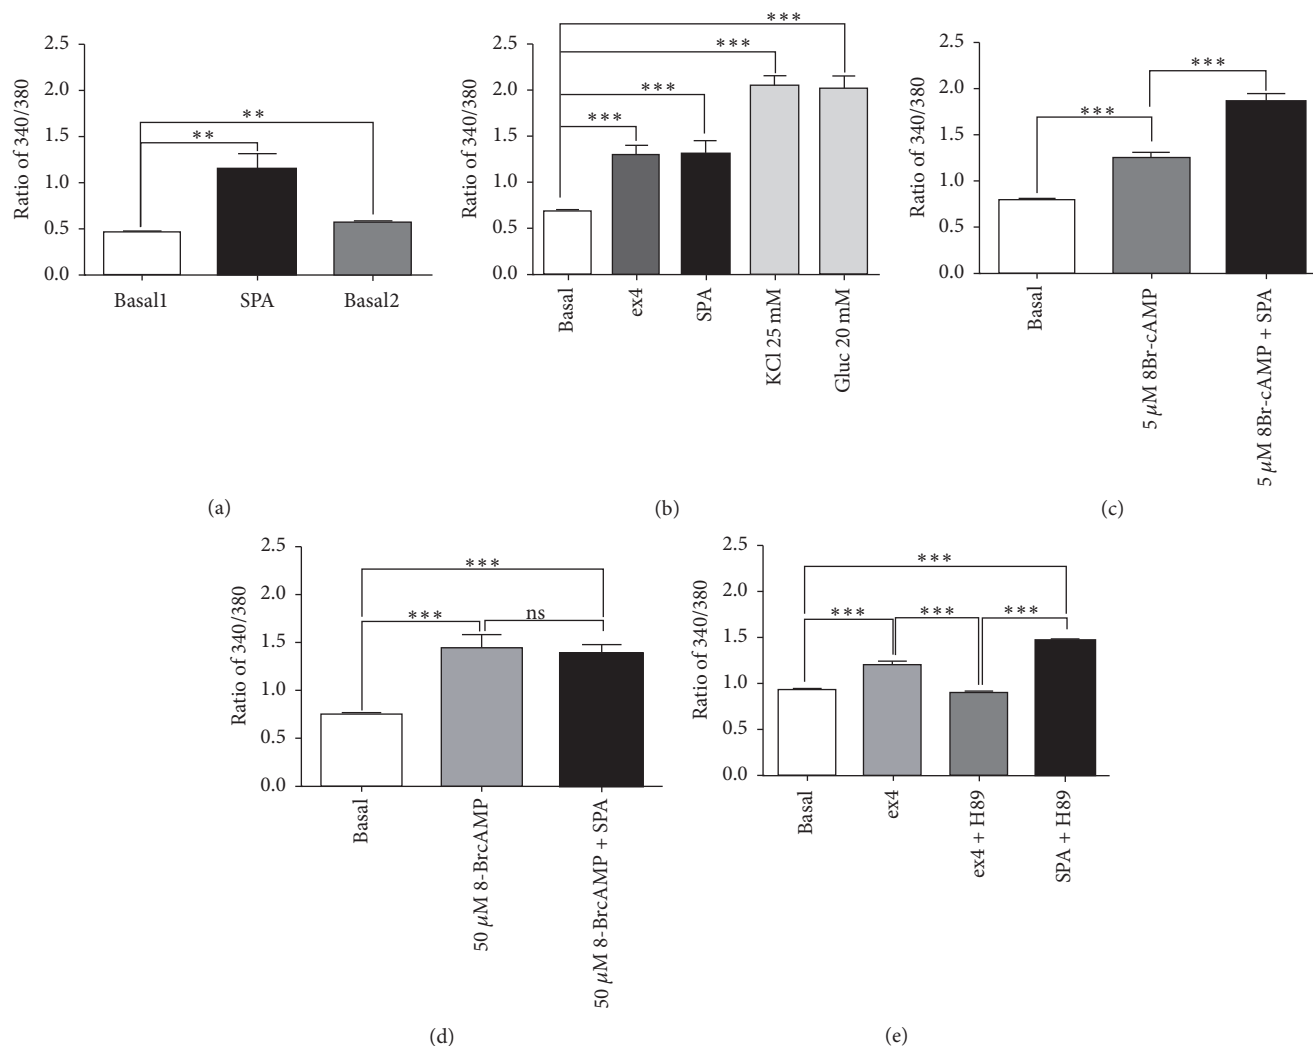 2.5
2.0
1.5
1.0
0.5
0.0
Ratio of 340/380
**
**
Basal1 SPA Basal2
(a)
2.5
2.0
1.5
1.0
0.5
0.0
Ratio of 340/380
***
***
***
***
Basal
ex4
SPA
KCl 25 mM
Gluc 20 mM
(b)
2.5
2.0
1.5
1.0
0.5
0.0
Ratio of 340/380
***
***
Basal
5 μM 8Br-cAMP
5 μM 8Br-cAMP + SPA
(c)
2.5
2.0
1.5
1.0
0.5
0.0
Ratio of 340/380
***
***
ns
Basal
50 μM 8-BrcAMP
50 μM 8-BrcAMP + SPA
(d)
2.5
2.0
1.5
1.0
0.5
0.0
Ratio of 340/380
***
*** *** ***
Basal
ex4
ex4 + H89
SPA + H89
(e)